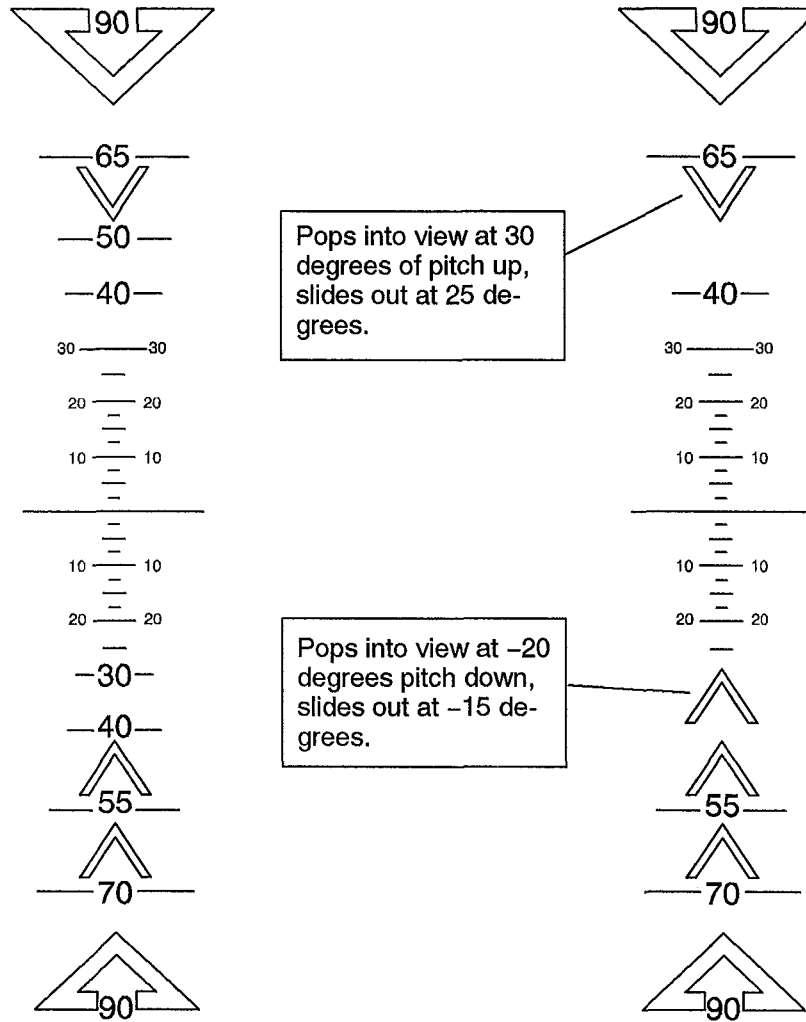 90 90
65 65
50
40 40
30 30 30 30
20 20 20 20
10 10 10 10
10 10 10 10
20 20 20 20
30
40
55 55
70 70
90 90
Pops into view at 30
degrees of pitch up,
slides out at 25 de-
grees.
Pops into view at –20
degrees pitch down,
slides out at –15 de-
grees.